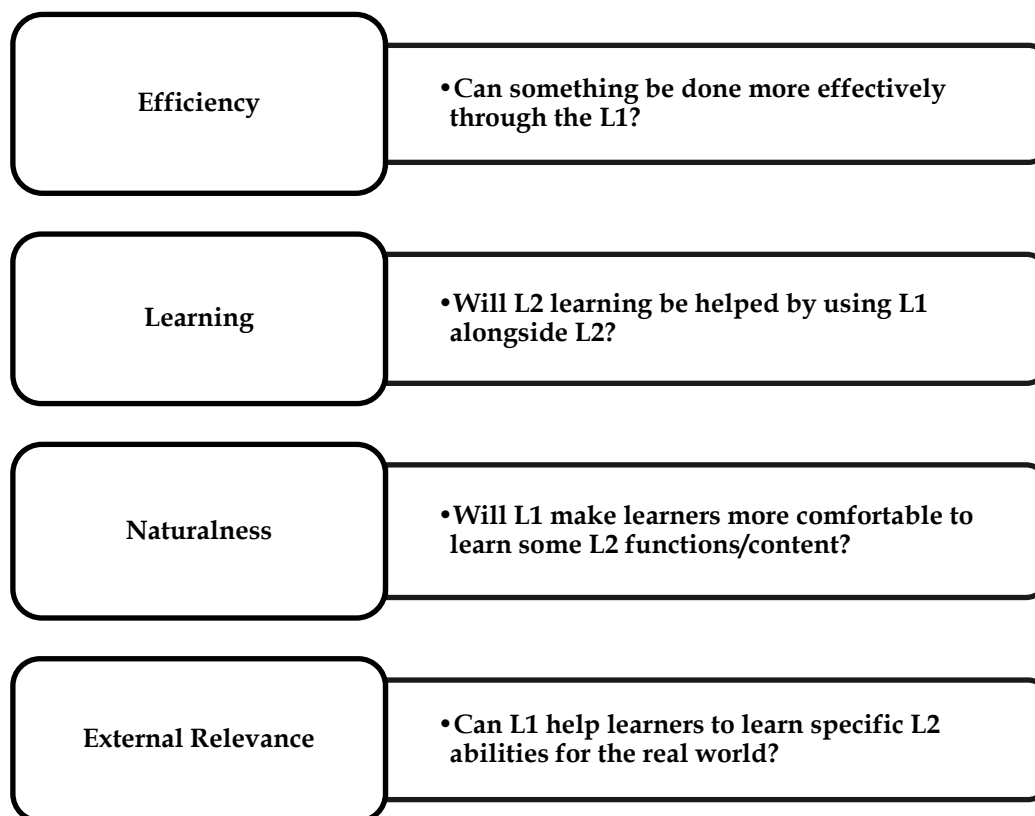 Efficiency
•Can something be done more effectively
through the L1?
Learning
•Will L2 learning be helped by using L1
alongside L2?
Naturalness
•Will L1 make learners more comfortable to
learn some L2 functions/content?
External Relevance
•Can L1 help learners to learn specific L2
abilities for the real world?